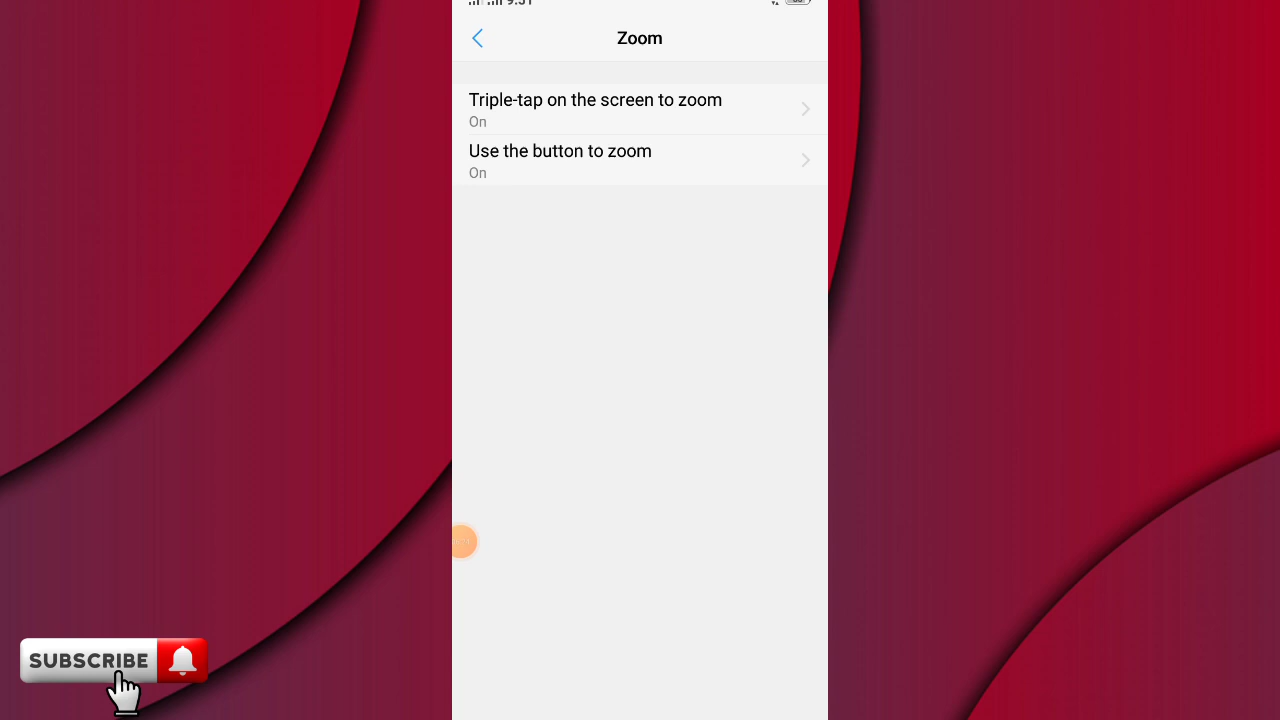 Zoom
Triple-tap on the screen to zoom
On
Use the button to zoom
On
SUBSCRIBE